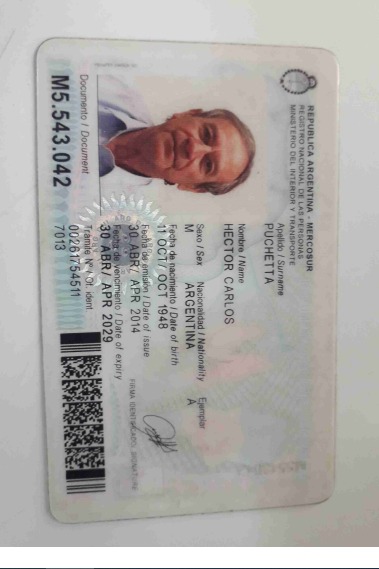 REPUBLICA ARGENTINA - MERCOSUR
REGISTRO NACIONAL DE LAS PERSONAS
MINISTERIO DEL INTERIOR Y TRANSPORTE
Apellido / Surname
PUCHETTA
Nombre / Name
HECTOR CARLOS
Sexo / Sex Nacionalidad / Nationality Ejemplar
M ARGENTINA A
Fecha de nacimiento / Date of birth
11 OCT/ OCT 1948
Fecha de emisión / Date of issue
30 ABR/ APR 2014
Fecha de vencimiento / Date of expiry
30 ABR/ APR 2029
FIRMA IDENTIFICADO / SIGNATURE
Trámite Nº / Of. ident
00261754511
7013
Documento / Document
M5.543.042